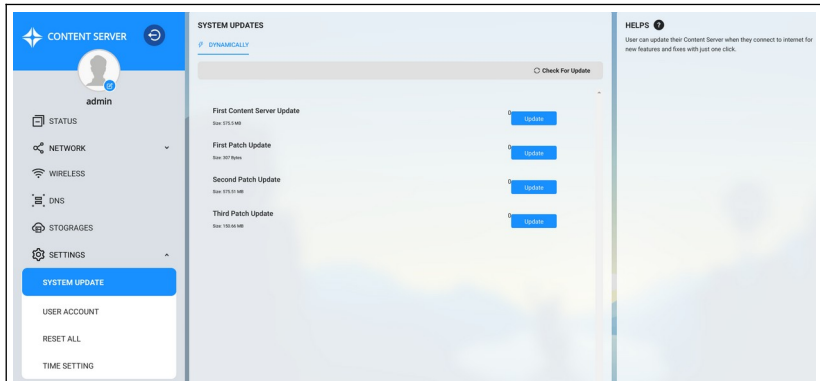 CONTENT SERVER
admin
STATUS
NETWORK
WIRELESS
DNS
STOGRAGES
SETTINGS
SYSTEM UPDATE
USER ACCOUNT
RESET ALL
TIME SETTING
SYSTEM UPDATES
DYNAMICALLY
Check For Update
First Content Server Update
Size: 575.5 MB
0
Update
First Patch Update
Size: 307 Bytes
0
Update
Second Patch Update
Size: 575.51 MB
0
Update
Third Patch Update
Size: 150.66 MB
0
Update
HELPS ?
User can update their Content Server when they connect to internet for
new features and fixes with just one click.